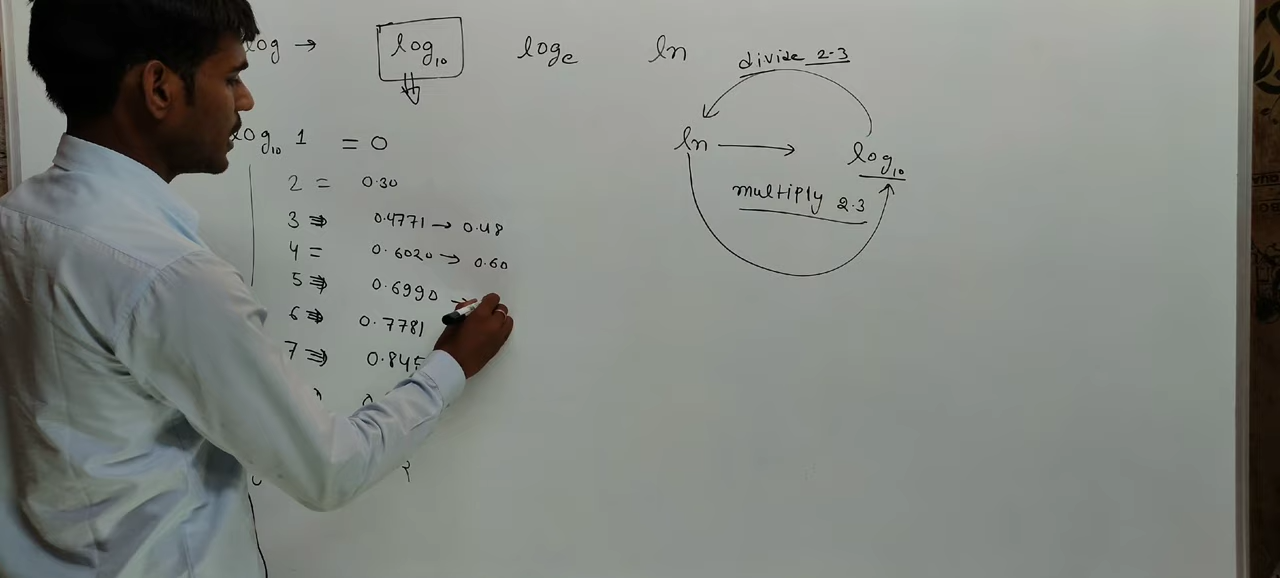 log → log₁₀ logₑ ln
log₁₀ 1 = 0
2 = 0.30
3 ⇒ 0.4771 → 0.48
4 = 0.6020 → 0.60
5 ⇒ 0.6990 →
6 ⇒ 0.7781
7 ⇒ 0.845
divide 2.3
ln → log₁₀
multiply 2.3